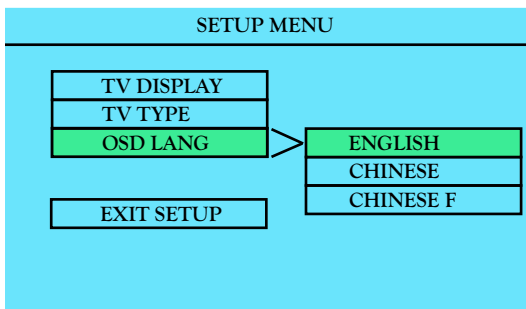 SETUP MENU
TV DISPLAY
TV TYPE
OSD LANG
ENGLISH
CHINESE
CHINESE F
EXIT SETUP